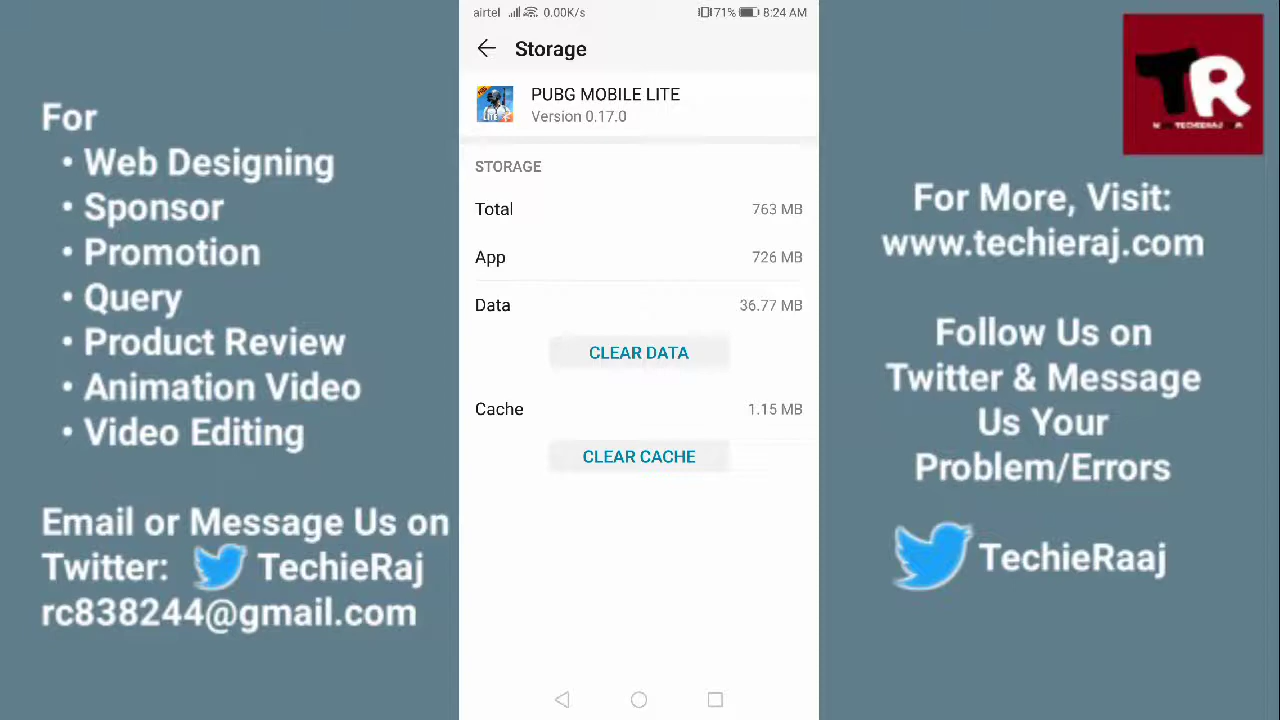 For
• Web Designing
• Sponsor
• Promotion
• Query
• Product Review
• Animation Video
• Video Editing
Email or Message Us on
Twitter: TechieRaj
rc838244@gmail.com
airtel 0.00K/s 71% 8:24 AM
Storage
PUBG MOBILE LITE
Version 0.17.0
STORAGE
Total 763 MB
App 726 MB
Data 36.77 MB
CLEAR DATA
Cache 1.15 MB
CLEAR CACHE
TR
For More, Visit:
www.techieraj.com
Follow Us on
Twitter & Message
Us Your
Problem/Errors
TechieRaaj